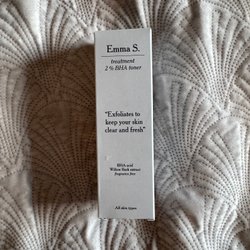 Emma S.
treatment
2 % BHA toner
"Exfoliates to
keep your skin
clear and fresh"
BHA acid
Willow Bark extract
fragrance free
All skin types